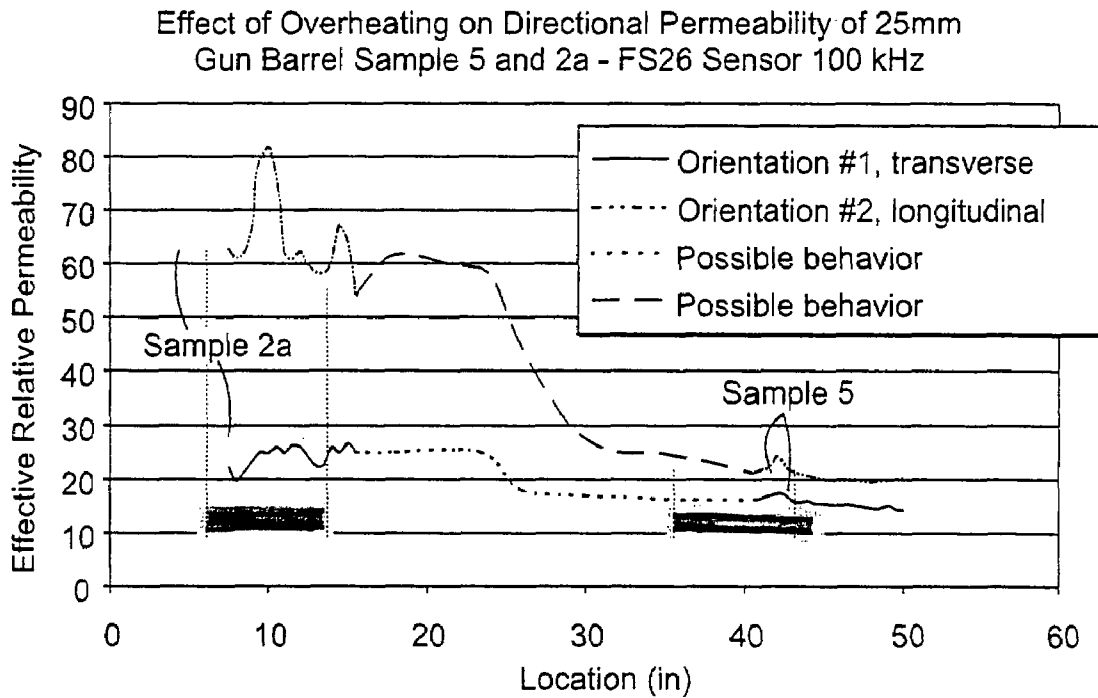 Effect of Overheating on Directional Permeability of 25mm
Gun Barrel Sample 5 and 2a - FS26 Sensor 100 kHz
Effective Relative Permeability
90
80
70
60
50
40
30
20
10
0
Orientation #1, transverse
Orientation #2, longitudinal
Possible behavior
Possible behavior
Sample 2a
Sample 5
0
10
20
30
40
50
60
Location (in)